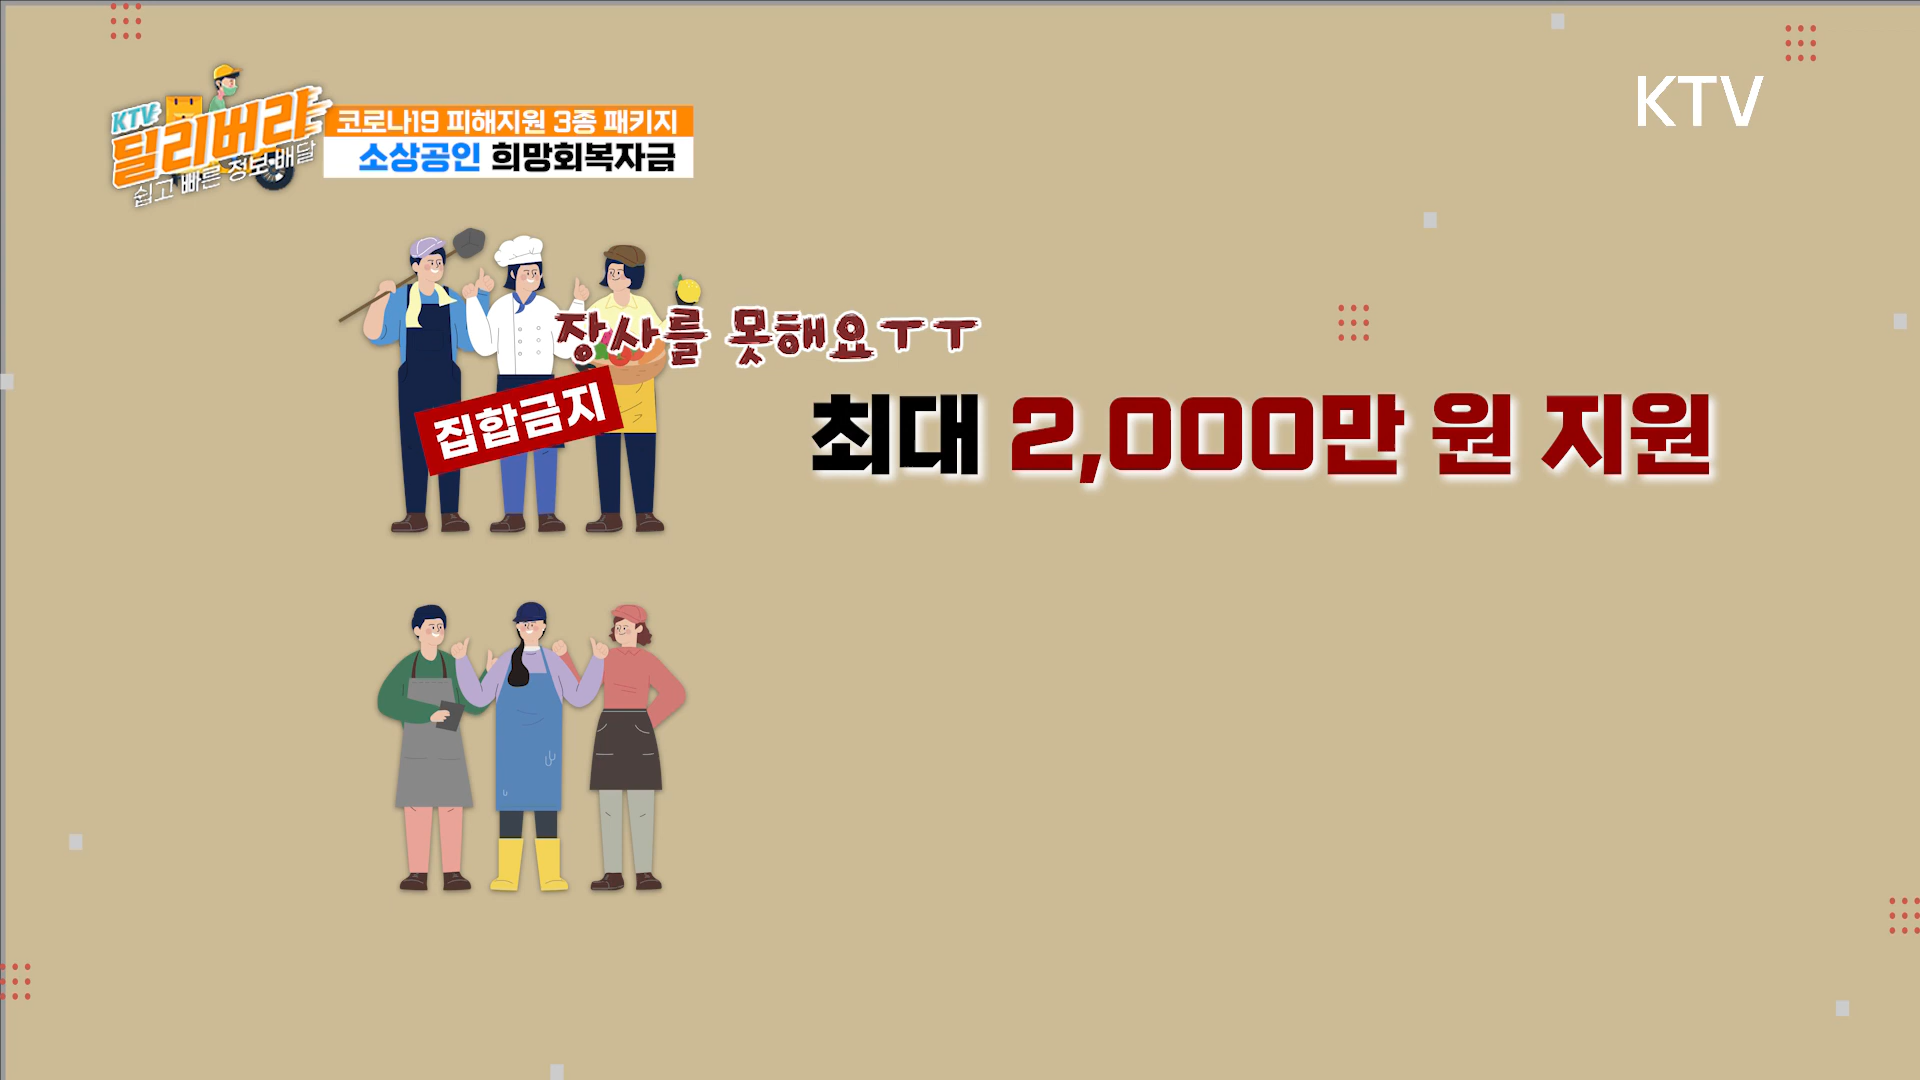 KTV
딜리버리
쉽고 빠른 정보 배달
코로나19 피해지원 3종 패키지
소상공인 희망회복자금
KTV
장사를 못해요ㅜㅜ
집합금지
최대 2,000만 원 지원